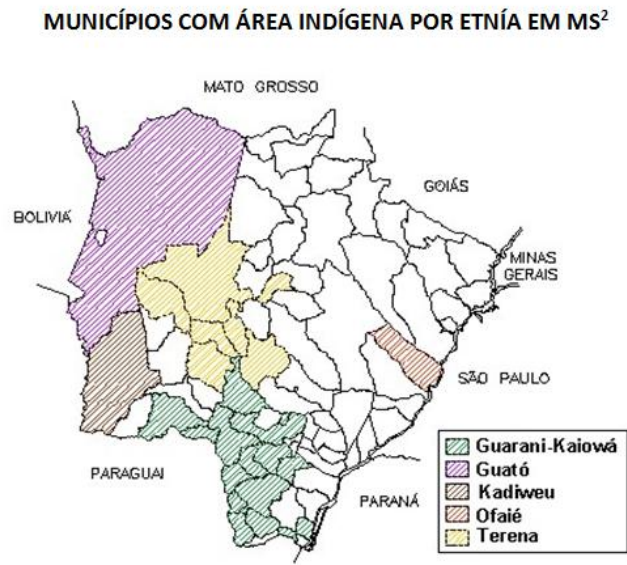 MUNICÍPIOS COM ÁREA INDÍGENA POR ETNÍA EM MS²
MATO GROSSO
GOIÁS
BOLIVIÁ
MINAS
GERAIS
SÃO PAULO
PARAGUAI
PARANÁ
Guarani-Kaiowá
Guató
Kadiweu
Ofaié
Terena